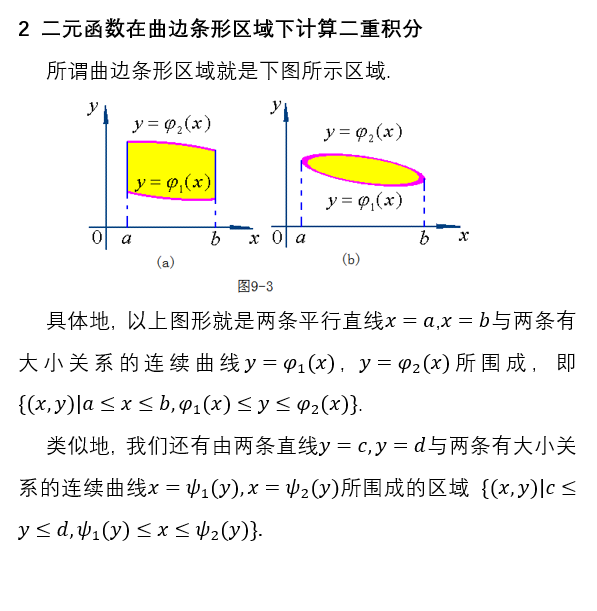 2 二元函数在曲边条形区域下计算二重积分
所谓曲边条形区域就是下图所示区域.
y
y = φ₂(x)
y = φ₁(x)
O a b x
(a)
y
y = φ₂(x)
y = φ₁(x)
O a b x
(b)
图9-3
具体地, 以上图形就是两条平行直线x = a,x = b与两条有
大小关系的连续曲线y = φ₁(x), y = φ₂(x)所围成, 即
{(x,y)|a ≤ x ≤ b,φ₁(x) ≤ y ≤ φ₂(x)}.
类似地, 我们还有由两条直线y = c,y = d与两条有大小关
系的连续曲线x = ψ₁(y),x = ψ₂(y)所围成的区域 {(x,y)|c ≤
y ≤ d,ψ₁(y) ≤ x ≤ ψ₂(y)}.